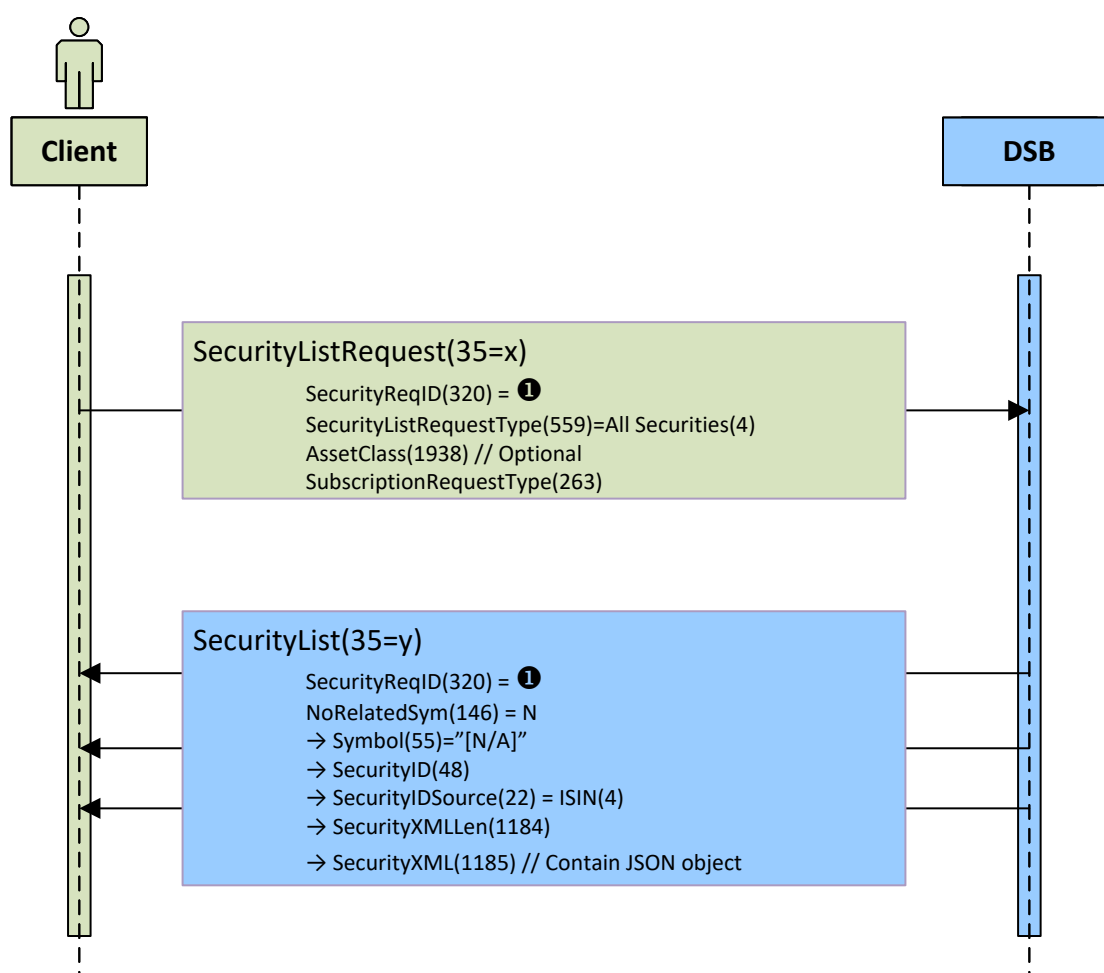 Client
DSB
SecurityListRequest(35=x)
SecurityReqID(320) = ❶
SecurityListRequestType(559)=All Securities(4)
AssetClass(1938) // Optional
SubscriptionRequestType(263)
SecurityList(35=y)
SecurityReqID(320) = ❶
NoRelatedSym(146) = N
→ Symbol(55)=”[N/A]”
→ SecurityID(48)
→ SecurityIDSource(22) = ISIN(4)
→ SecurityXMLLen(1184)
→ SecurityXML(1185) // Contain JSON object